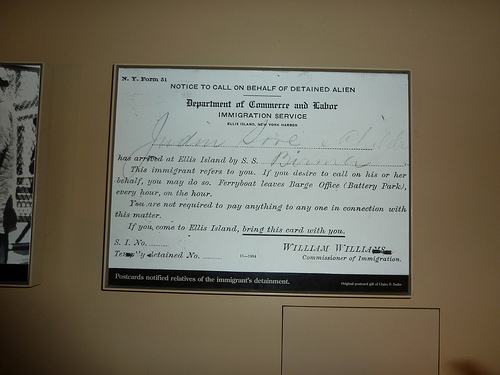 N. Y. Form 51
NOTICE TO CALL ON BEHALF OF DETAINED ALIEN
Department of Commerce and Labor
IMMIGRATION SERVICE
ELLIS ISLAND, NEW YORK HARBOR
has arrived at Ellis Island by S. S.
This immigrant refers to you. If you desire to call on his or her
behalf, you may do so. Ferryboat leaves Barge Office (Battery Park),
every hour, on the hour.
You are not required to pay anything to any one in connection with
this matter.
If you come to Ellis Island, bring this card with you.
S. I. No.
WILLIAM WILLIAMS
detained No.
Commissioner of Immigration.
Postcards notified relatives of the immigrant's detainment.